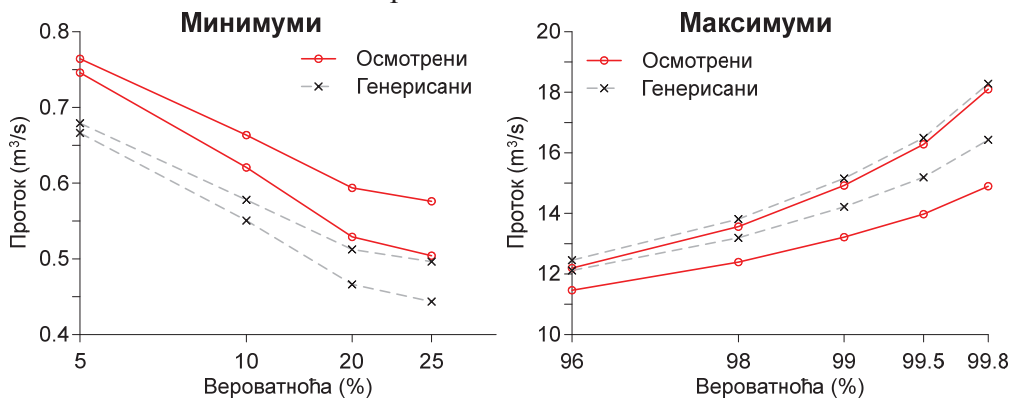 Минимуми
Осмотрени
Генерисани
0.8
0.7
0.6
0.5
0.4
Проток (m³/s)
5
10
20
25
Вероватноћа (%)
Максимуми
Осмотрени
Генерисани
20
18
16
14
12
10
Проток (m³/s)
96
98
99
99.5
99.8
Вероватноћа (%)